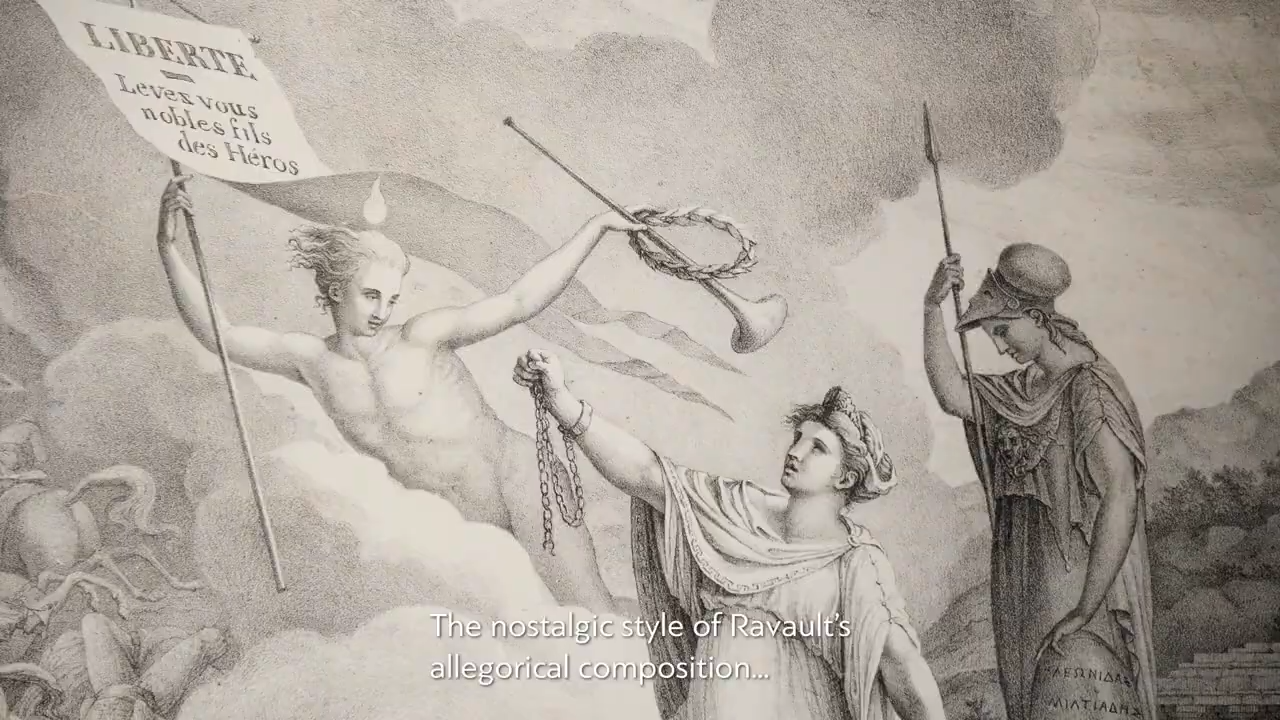 LIBERTE
Levez vous
nobles fils
des Héros
ΛΕΩΝΙΔΑΣ
ΜΙΛΤΙΑΔΗΣ
The nostalgic style of Ravault's
allegorical composition...